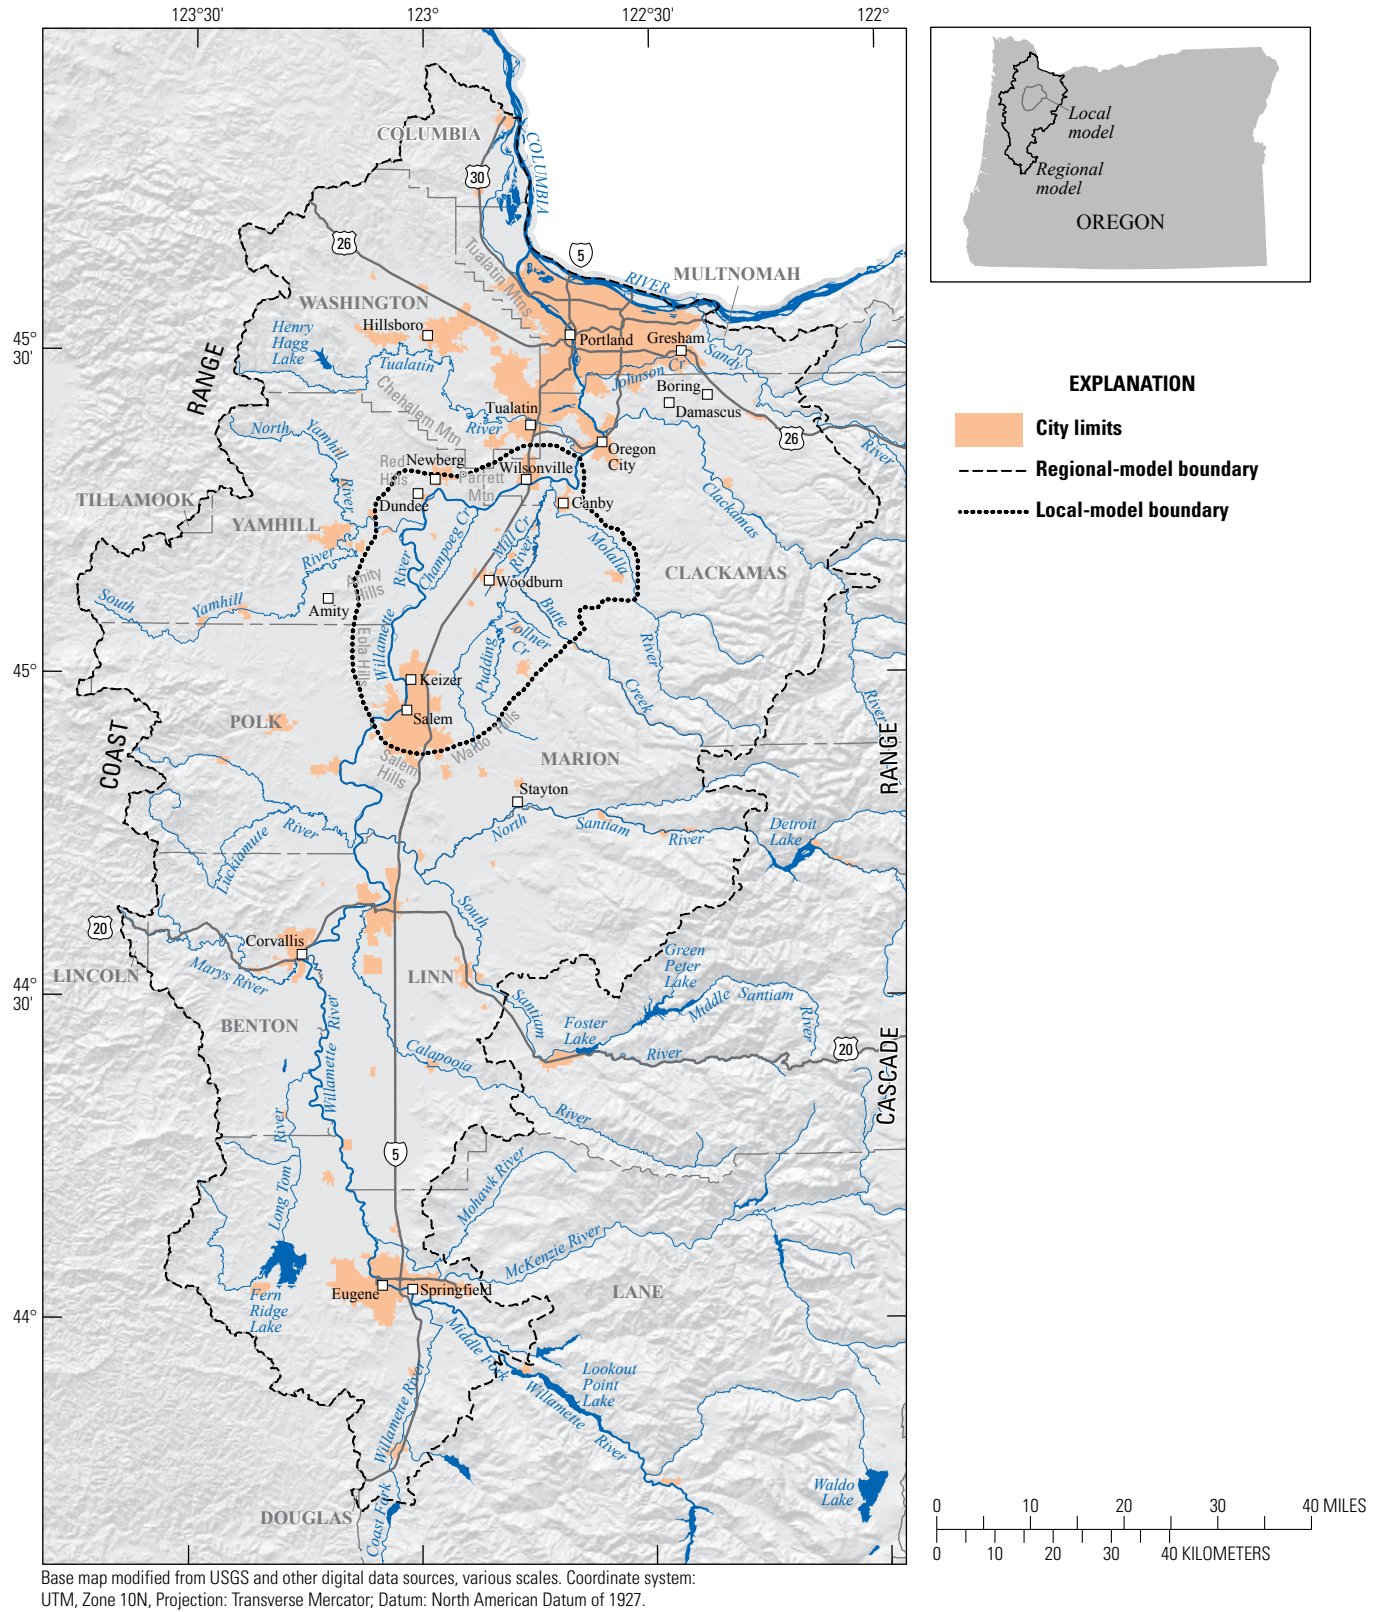 123°30'
123°
122°30'
122°
COLUMBIA
COLUMBIA
30
26
5
Tualatin Mtns
RIVER
MULTNOMAH
WASHINGTON
Hillsboro
Henry
Hagg
Lake
Portland
Gresham
Sandy
45°
30'
Tualatin
Johnson Cr
Boring
Damascus
RANGE
Chehalem Mtn
Tualatin
River
26
River
North
Yamhill
River
Oregon
City
Red
Hills
Newberg
Wilsonville
Parrett
Mtn
Dundee
Canby
Clackamas
TILLAMOOK
YAMHILL
River
Champoeg Cr
Mill Cr
River
Molalla
River
Amity
Hills
Woodburn
CLACKAMAS
South
Yamhill
Amity
Butte
Zollner
Cr
River
Eola Hills
Willamette
Pudding
45°
Keizer
Creek
River
POLK
Salem
Waldo Hills
Salem
Hills
MARION
COAST
RANGE
Stayton
Luckiamute
River
North
Santiam
River
Detroit
Lake
20
South
Corvallis
Marys River
LINCOLN
LINN
Green
Peter
Lake
44°
30'
Santiam
Middle
Santiam
River
BENTON
Willamette River
Foster
Lake
River
20
CASCADE
Calapooia
River
River
Long Tom
5
Mohawk River
McKenzie River
Eugene
Springfield
LANE
Fern
Ridge
Lake
44°
Middle Fork
Lookout
Point
Lake
Willamette
River
Willamette River
Waldo
Lake
DOUGLAS
Coast Fork
Base map modified from USGS and other digital data sources, various scales. Coordinate system:
UTM, Zone 10N, Projection: Transverse Mercator; Datum: North American Datum of 1927.
Local
model
Regional
model
OREGON
EXPLANATION
City limits
Regional-model boundary
Local-model boundary
0 10 20 30 40 MILES
0 10 20 30 40 KILOMETERS